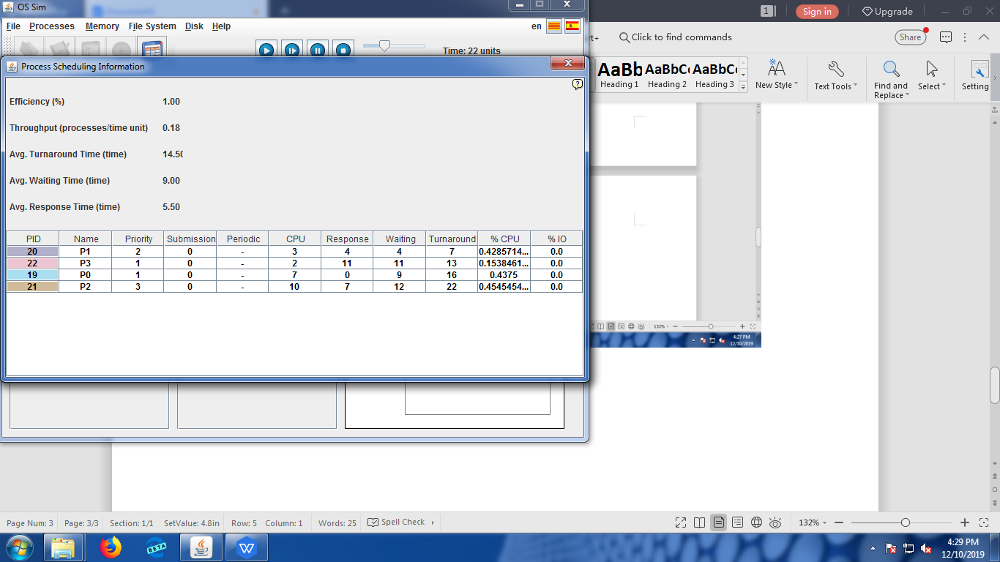 OS Sim
1 Sign in Upgrade
File Processes Memory File System Disk Help en
Click to find commands Share
Time: 22 units
Process Scheduling Information
AaBb AaBbC AaBbC
Heading 1 Heading 2 Heading 3 New Style Text Tools Find and Replace Select Setting
Efficiency (%) 1.00
Throughput (processes/time unit) 0.18
Avg. Turnaround Time (time) 14.50
Avg. Waiting Time (time) 9.00
Avg. Response Time (time) 5.50
PID Name Priority Submission Periodic CPU Response Waiting Turnaround % CPU % IO
20 P1 2 0 - 3 4 4 7 0.4285714... 0.0
22 P3 1 0 - 2 11 11 13 0.1538461... 0.0
19 P0 1 0 - 7 0 9 16 0.4375 0.0
21 P2 3 0 - 10 7 12 22 0.4545454... 0.0
132%
4:27 PM
12/10/2019
Page Num: 3 Page: 3/3 Section: 1/1 SetValue: 4.8in Row: 5 Column: 1 Words: 25 Spell Check 132%
BETA
4:29 PM
12/10/2019